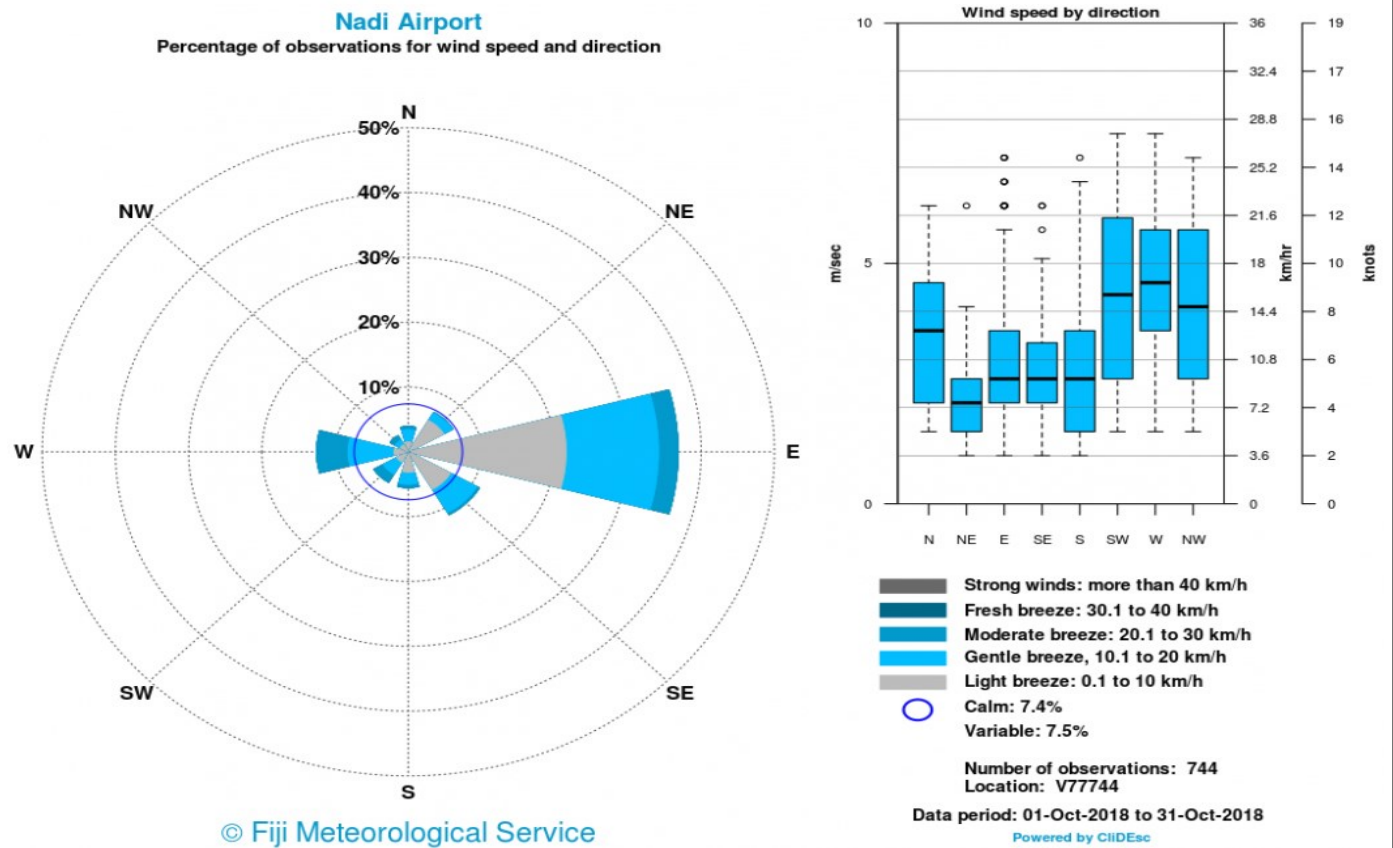 Nadi Airport
Percentage of observations for wind speed and direction
N
50%
40%
30%
20%
10%
NW
NE
W
E
SW
SE
S
© Fiji Meteorological Service
Wind speed by direction
10
5
0
m/sec
36
32.4
28.8
25.2
21.6
18
14.4
10.8
7.2
3.6
0
km/hr
19
17
16
14
12
10
8
6
4
2
0
knots
N NE E SE S SW W NW
Strong winds: more than 40 km/h
Fresh breeze: 30.1 to 40 km/h
Moderate breeze: 20.1 to 30 km/h
Gentle breeze, 10.1 to 20 km/h
Light breeze: 0.1 to 10 km/h
Calm: 7.4%
Variable: 7.5%
Number of observations: 744
Location: V77744
Data period: 01-Oct-2018 to 31-Oct-2018
Powered by CliDEsc